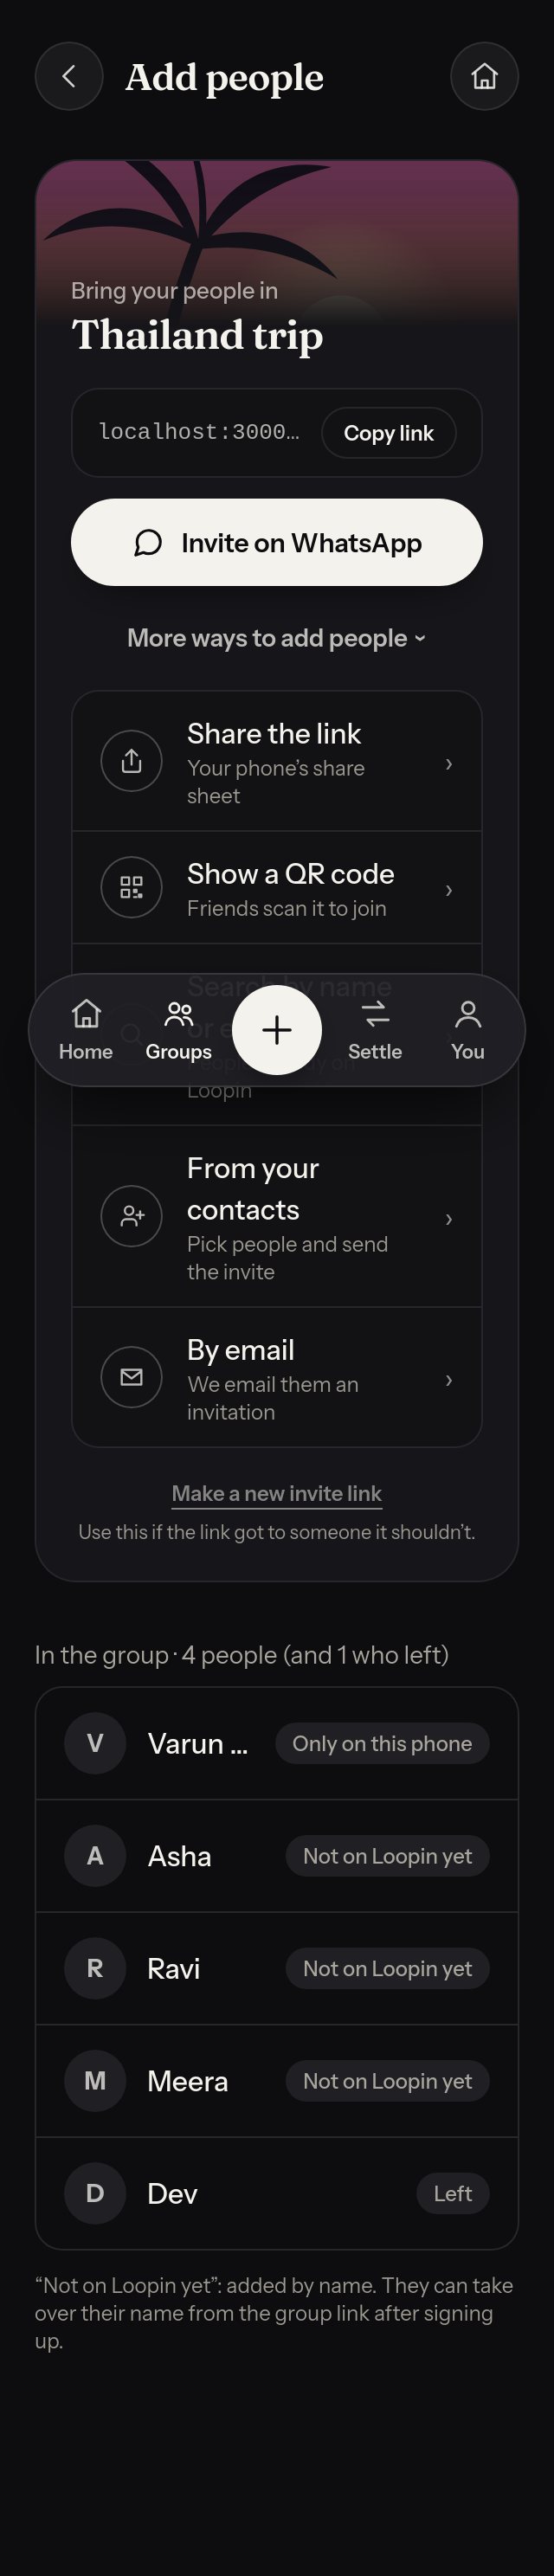 Add people
Bring your people in
Thailand trip
localhost:3000…
Copy link
Invite on WhatsApp
More ways to add people
Share the link
Your phone’s share
sheet
Show a QR code
Friends scan it to join
Search by name
or
Loopin
Home
Groups
Settle
You
From your
contacts
Pick people and send
the invite
By email
We email them an
invitation
Make a new invite link
Use this if the link got to someone it shouldn’t.
In the group · 4 people (and 1 who left)
V
Varun ...
Only on this phone
A
Asha
Not on Loopin yet
R
Ravi
Not on Loopin yet
M
Meera
Not on Loopin yet
D
Dev
Left
“Not on Loopin yet”: added by name. They can take
over their name from the group link after signing
up.